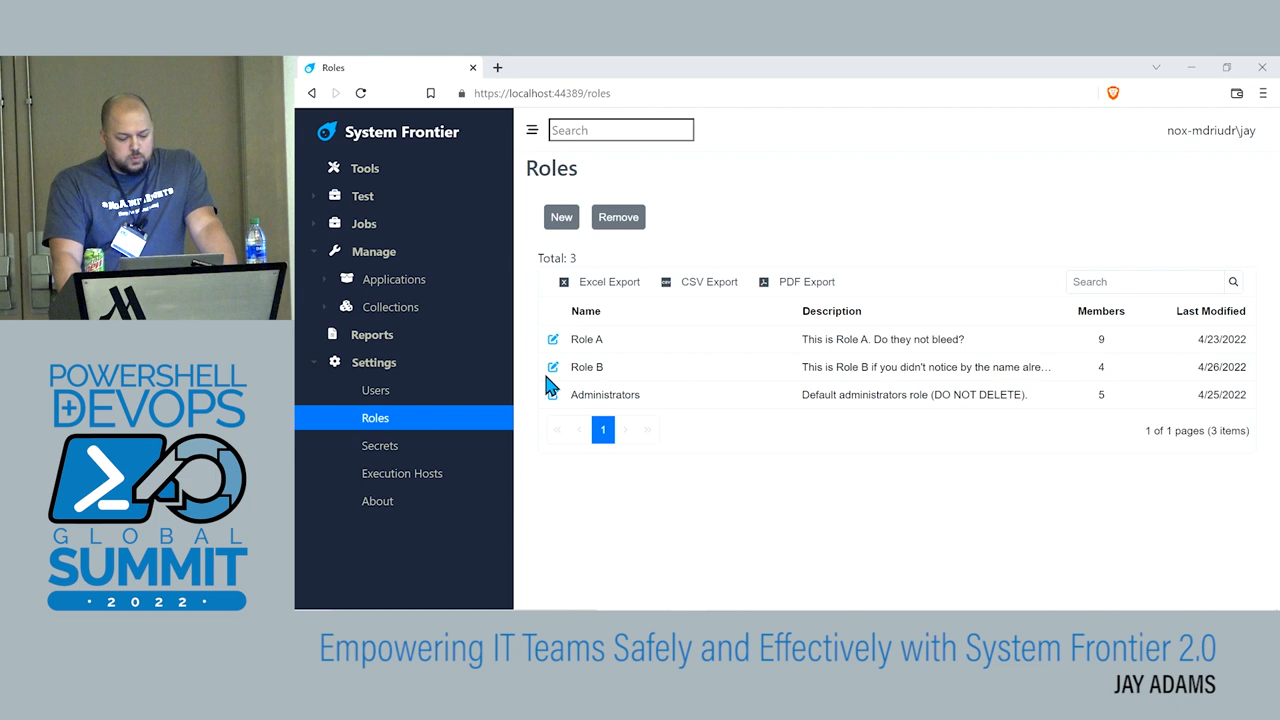 Roles
https://localhost:44389/roles
System Frontier
Search
nox-mdriudr\jay
Tools
Test
Jobs
Manage
Applications
Collections
Reports
Settings
Users
Roles
Secrets
Execution Hosts
About
Roles
New Remove
Total: 3
Excel Export CSV Export PDF Export Search
Name Description Members Last Modified
Role A This is Role A. Do they not bleed? 9 4/23/2022
Role B This is Role B if you didn't notice by the name alre... 4 4/26/2022
Administrators Default administrators role (DO NOT DELETE). 5 4/25/2022
1 1 of 1 pages (3 items)
POWERSHELL
+DEVOPS
GLOBAL
SUMMIT
· 2022 ·
Empowering IT Teams Safely and Effectively with System Frontier 2.0
JAY ADAMS